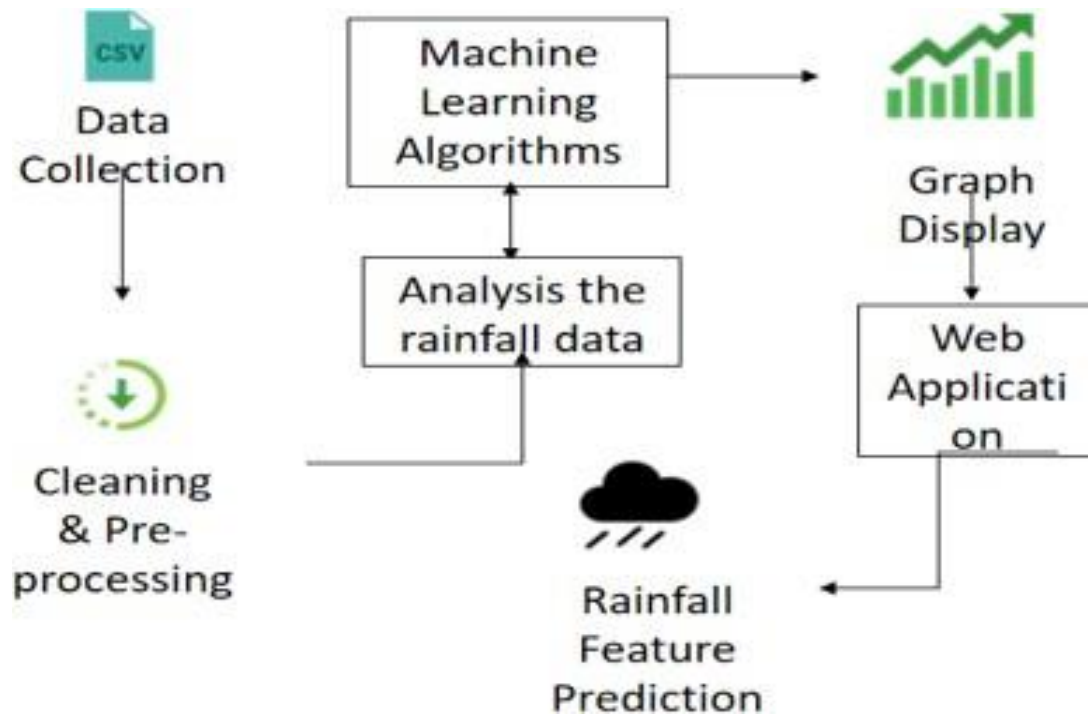 CSV
Data
Collection
Cleaning
& Pre-
processing
Machine
Learning
Algorithms
Analysis the
rainfall data
Graph
Display
Web
Applicati
on
Rainfall
Feature
Prediction